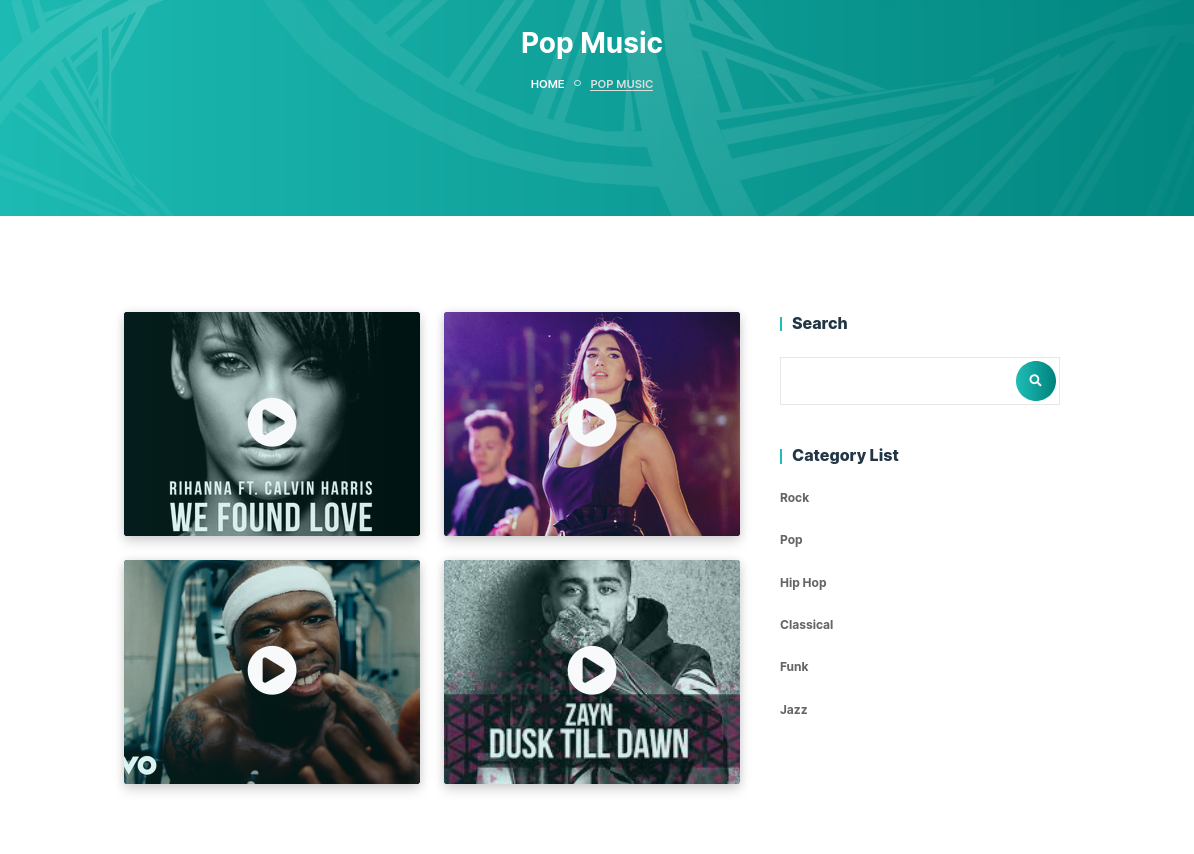 Pop Music
HOME POP MUSIC
RIHANNA FT. CALVIN HARRIS
WE FOUND LOVE
VO
ZAYN
DUSK TILL DAWN
Search
Category List
Rock
Pop
Hip Hop
Classical
Funk
Jazz